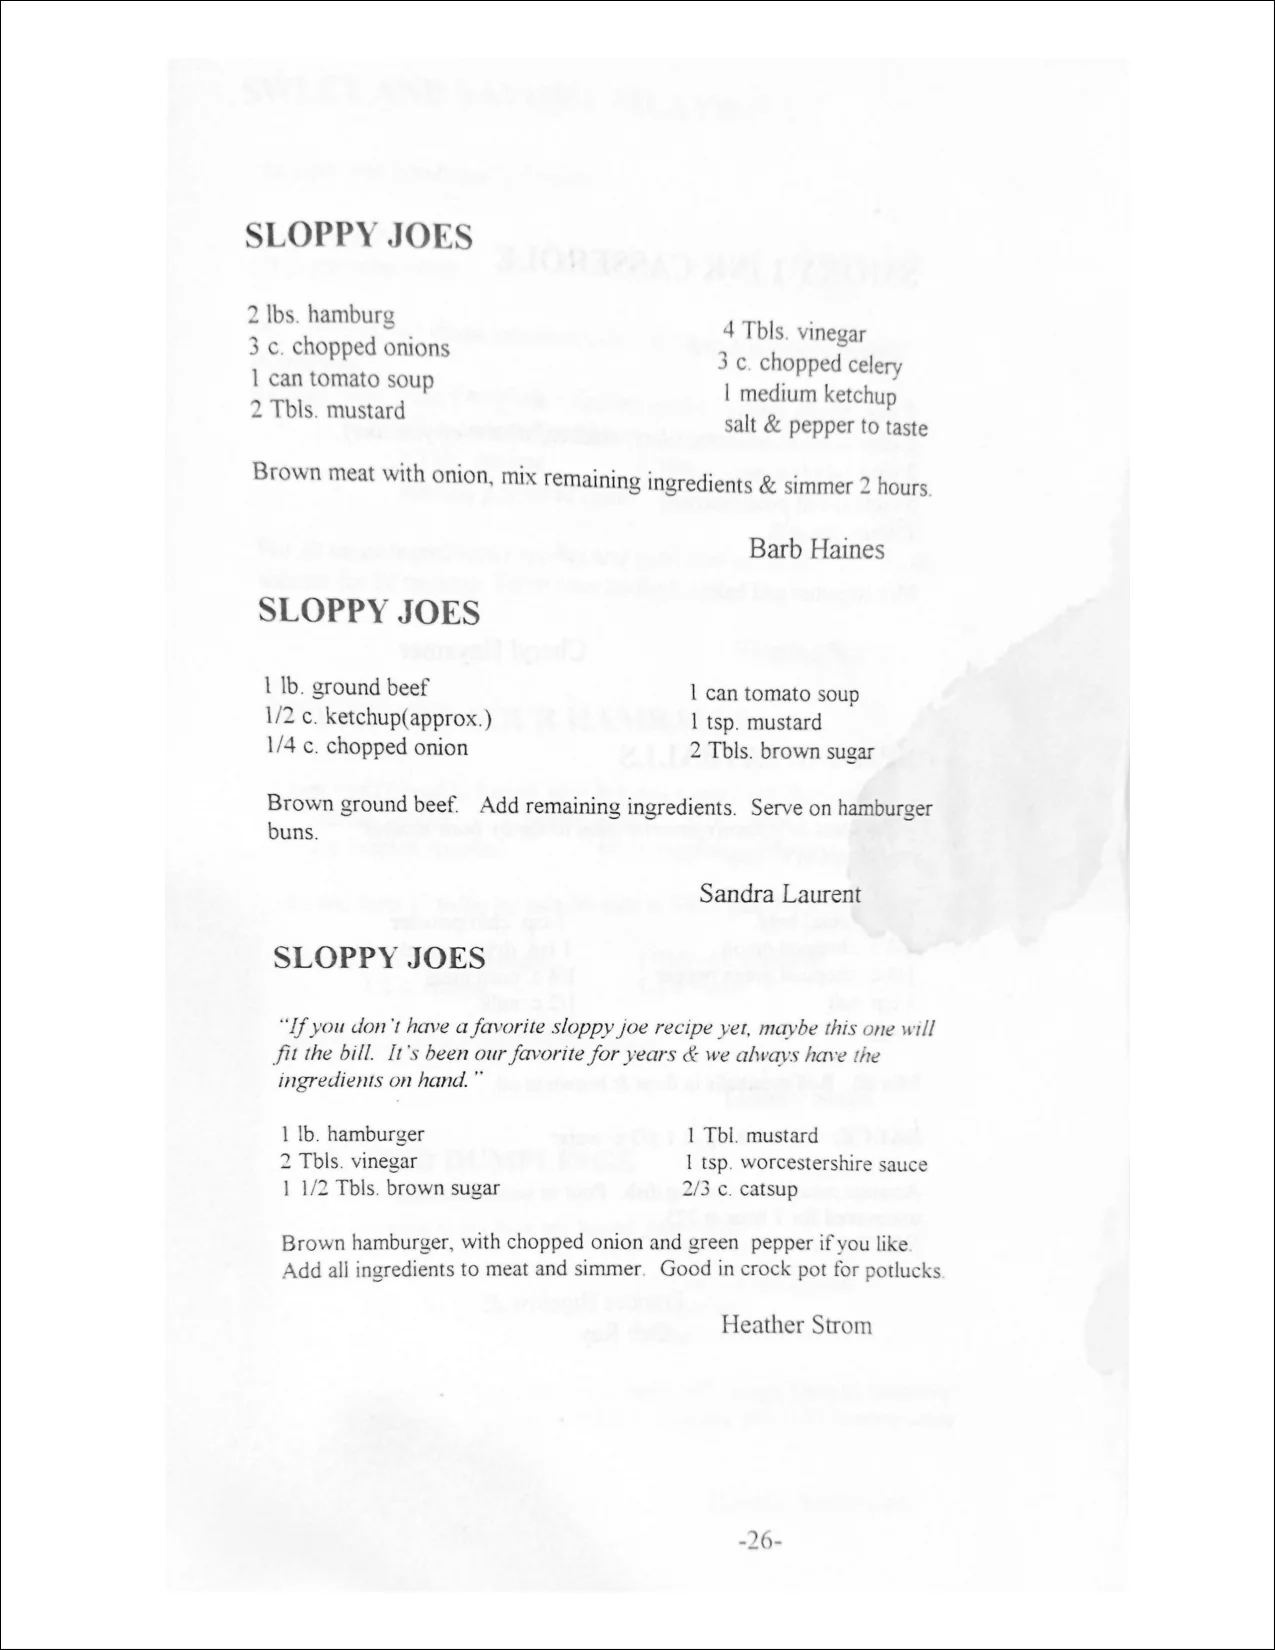 SLOPPY JOES
2 lbs. hamburg
3 c. chopped onions
1 can tomato soup
2 Tbls. mustard
4 Tbls. vinegar
3 c. chopped celery
1 medium ketchup
salt & pepper to taste
Brown meat with onion, mix remaining ingredients & simmer 2 hours.
Barb Haines
SLOPPY JOES
1 lb. ground beef
1/2 c. ketchup(approx.)
1/4 c. chopped onion
1 can tomato soup
1 tsp. mustard
2 Tbls. brown sugar
Brown ground beef. Add remaining ingredients. Serve on hamburger
buns.
Sandra Laurent
SLOPPY JOES
"If you don't have a favorite sloppy joe recipe yet, maybe this one will
fit the bill. It's been our favorite for years & we always have the
ingredients on hand."
1 lb. hamburger
2 Tbls. vinegar
1 1/2 Tbls. brown sugar
1 Tbl. mustard
1 tsp. worcestershire sauce
2/3 c. catsup
Brown hamburger, with chopped onion and green pepper if you like.
Add all ingredients to meat and simmer. Good in crock pot for potlucks.
Heather Strom
-26-